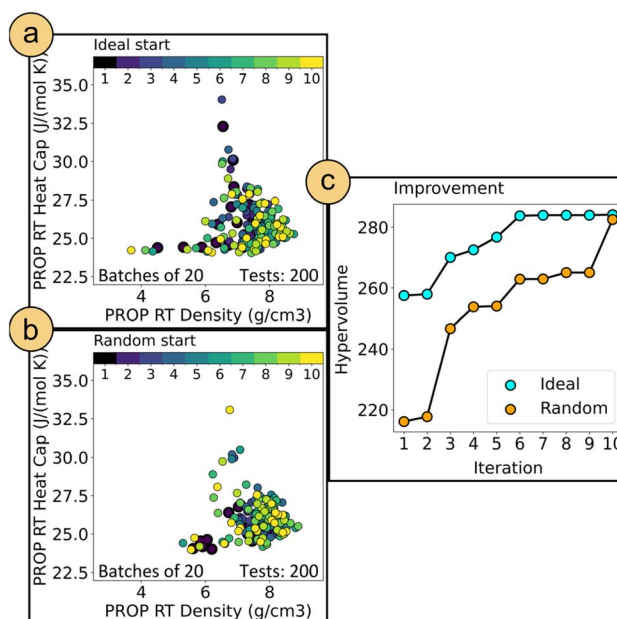 a
Ideal start
1 2 3 4 5 6 7 8 9 10
PROP RT Heat Cap (J/(mol K))
35.0
32.5
30.0
27.5
25.0
22.5
Batches of 20 Tests: 200
4 6 8
PROP RT Density (g/cm3)
b
Random start
1 2 3 4 5 6 7 8 9 10
PROP RT Heat Cap (J/(mol K))
35.0
32.5
30.0
27.5
25.0
22.5
Batches of 20 Tests: 200
4 6 8
PROP RT Density (g/cm3)
c
Improvement
Hypervolume
280
260
240
220
Ideal
Random
1 2 3 4 5 6 7 8 9 10
Iteration